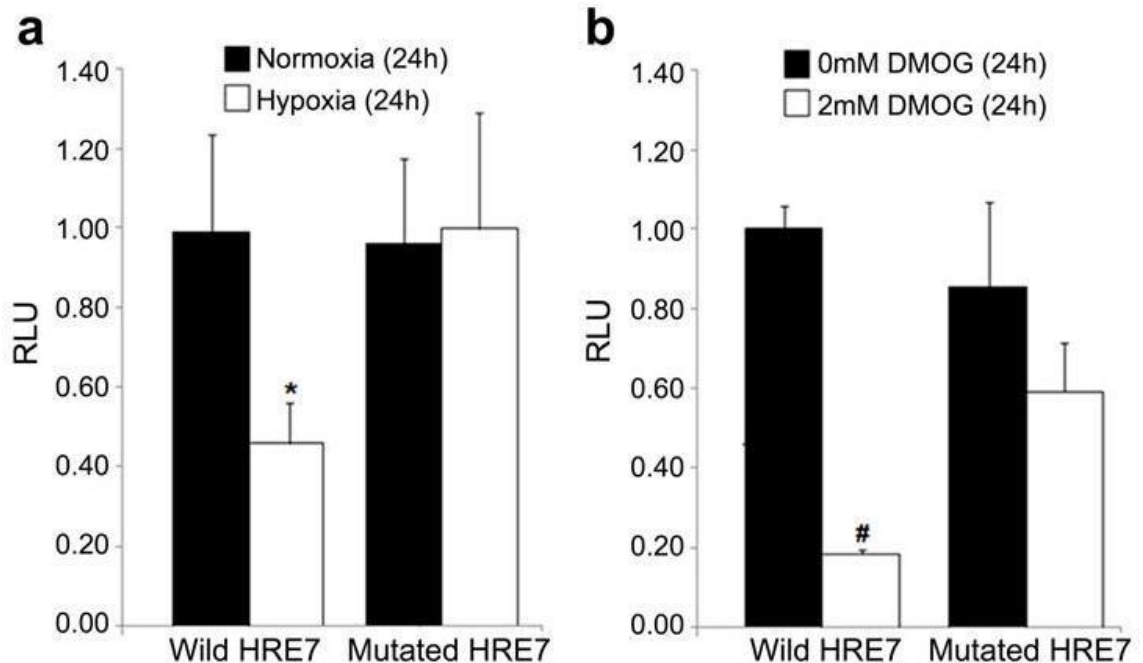 a
Normoxia (24h)
Hypoxia (24h)
1.40
1.20
1.00
0.80
0.60
0.40
0.20
0.00
RLU
*
Wild HRE7 Mutated HRE7
b
0mM DMOG (24h)
2mM DMOG (24h)
1.40
1.20
1.00
0.80
0.60
0.40
0.20
0.00
RLU
#
Wild HRE7 Mutated HRE7